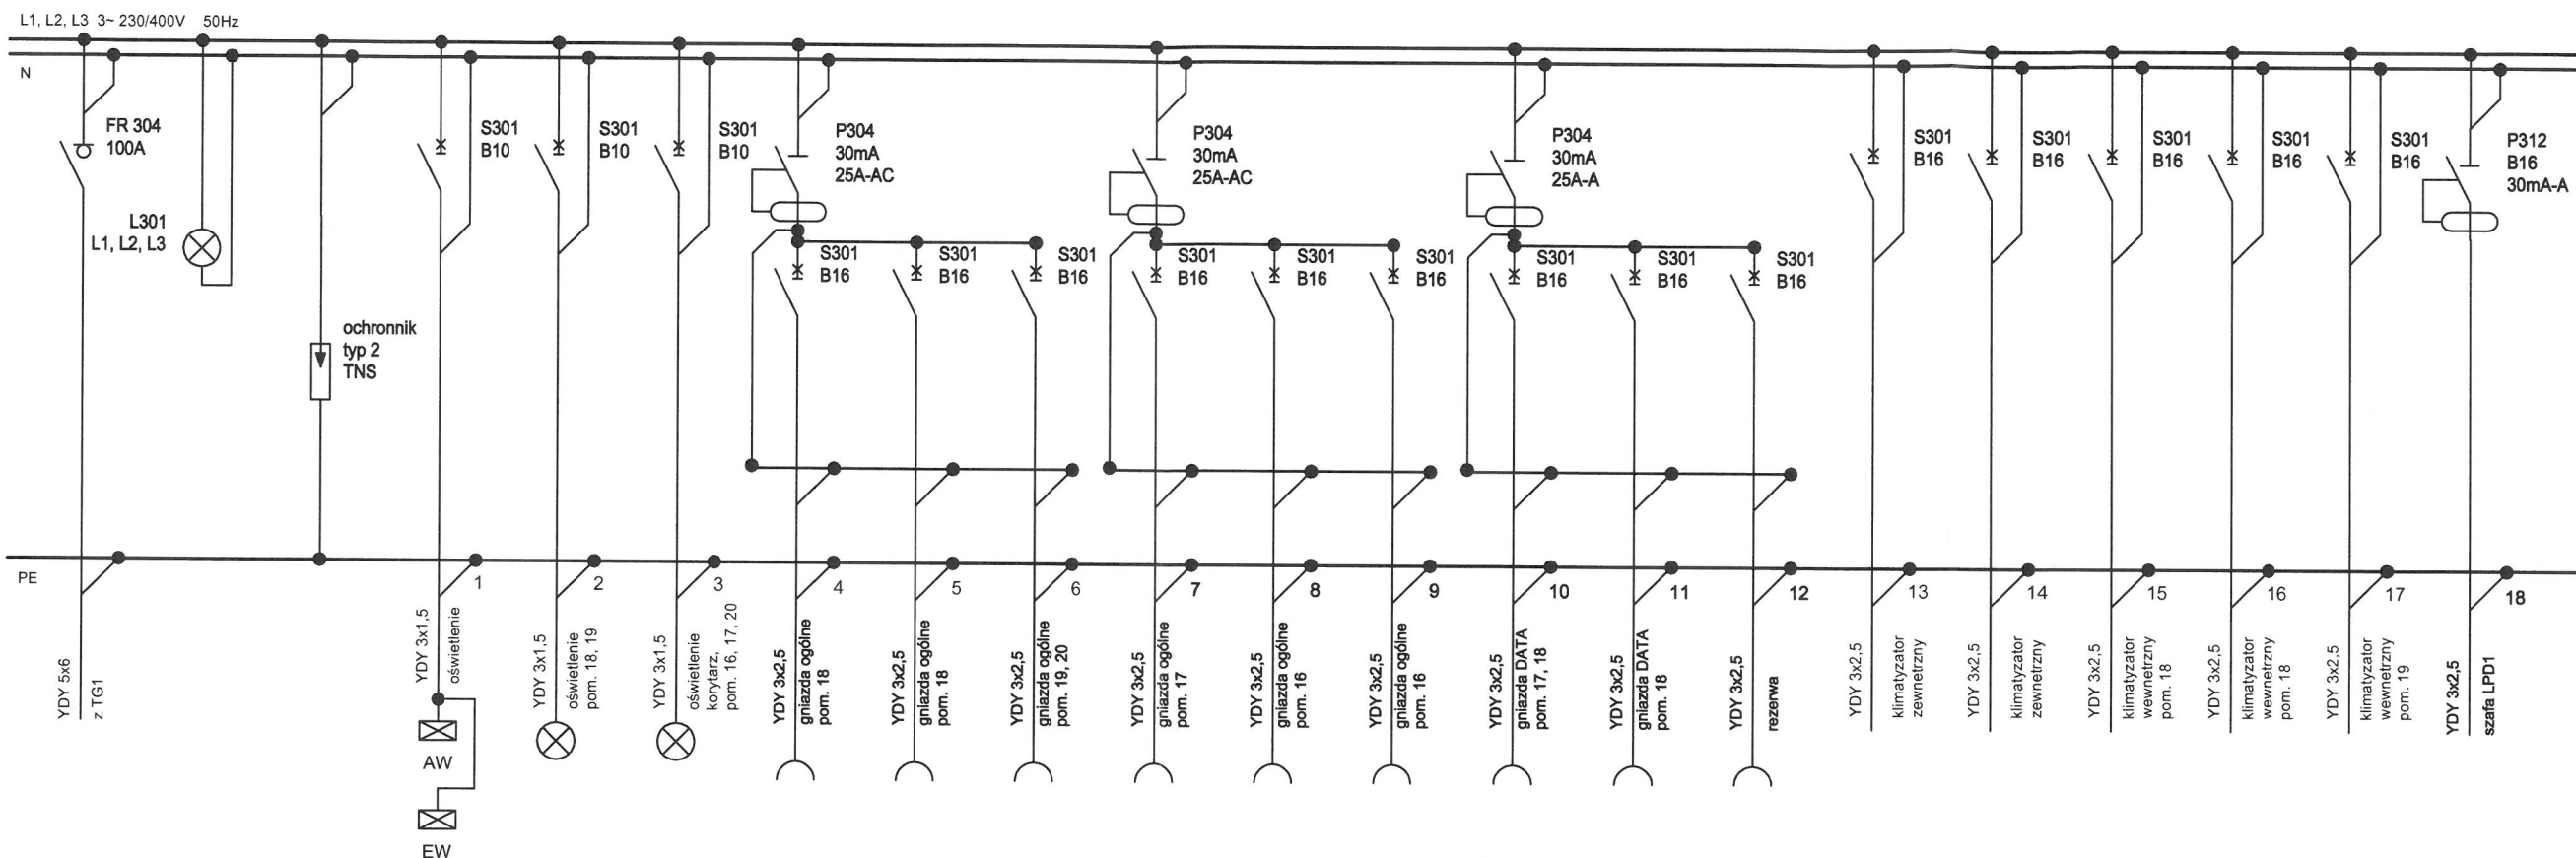 L1, L2, L3 3~ 230/400V 50Hz
N
FR 304
100A
L301
L1, L2, L3
ochronnik
typ 2
TNS
S301
B10
S301
B10
S301
B10
P304
30mA
25A-AC
S301
B16
S301
B16
S301
B16
P304
30mA
25A-AC
S301
B16
S301
B16
S301
B16
P304
30mA
25A-A
S301
B16
S301
B16
S301
B16
S301
B16
S301
B16
S301
B16
S301
B16
S301
B16
P312
B16
30mA-A
PE
1
2
3
4
5
6
7
8
9
10
11
12
13
14
15
16
17
18
YDY 5x6
z TG1
YDY 3x1,5
oświetlenie
AW
EW
YDY 3x1,5
oświetlenie
pom. 18, 19
YDY 3x1,5
oświetlenie
korytarz,
pom. 16, 17, 20
YDY 3x2,5
gniazda ogólne
pom. 18
YDY 3x2,5
gniazda ogólne
pom. 18
YDY 3x2,5
gniazda ogólne
pom. 19, 20
YDY 3x2,5
gniazda ogólne
pom. 17
YDY 3x2,5
gniazda ogólne
pom. 16
YDY 3x2,5
gniazda ogólne
pom. 16
YDY 3x2,5
gniazda DATA
pom. 17, 18
YDY 3x2,5
gniazda DATA
pom. 18
YDY 3x2,5
rezerwa
YDY 3x2,5
klimatyzator
zewnetrzny
YDY 3x2,5
klimatyzator
zewnetrzny
YDY 3x2,5
klimatyzator
wewnetrzny
pom. 18
YDY 3x2,5
klimatyzator
wewnetrzny
pom. 18
YDY 3x2,5
klimatyzator
wewnetrzny
pom. 19
YDY 3x2,5
szafa LPD1